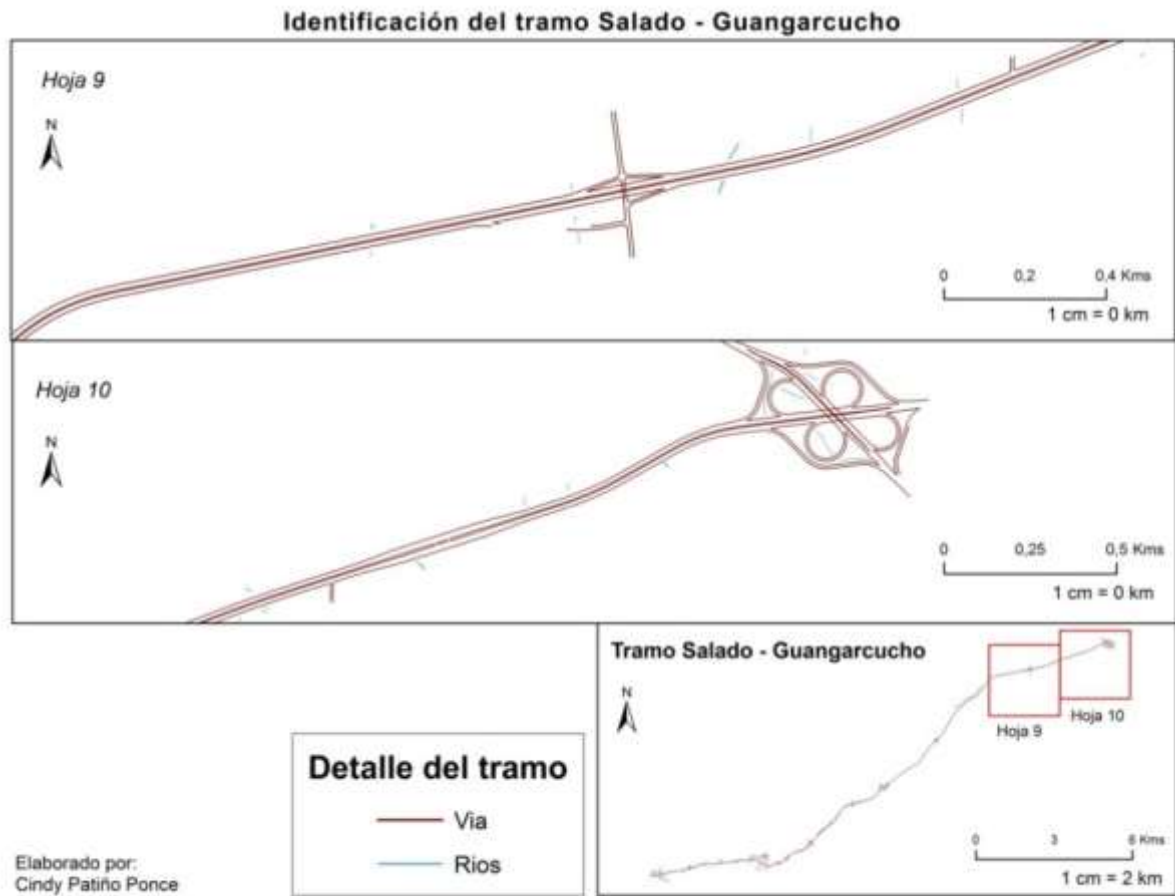 Identificación del tramo Salado - Guangarcucho
Hoja 9
N
0 0,2 0,4 Kms
1 cm = 0 km
Hoja 10
N
0 0,25 0,5 Kms
1 cm = 0 km
Tramo Salado - Guangarcucho
N
Hoja 9
Hoja 10
0 3 6 Kms
1 cm = 2 km
Detalle del tramo
Via
Rios
Elaborado por:
Cindy Patiño Ponce